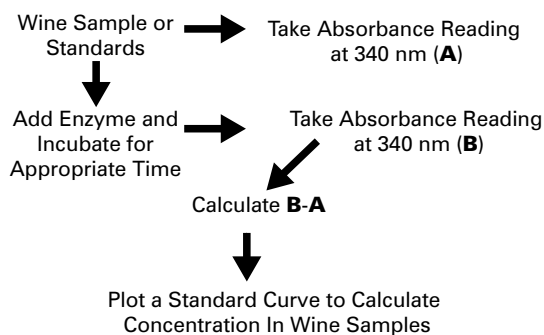 Wine Sample or
Standards
Take Absorbance Reading
at 340 nm (A)
Add Enzyme and
Incubate for
Appropriate Time
Take Absorbance Reading
at 340 nm (B)
Calculate B-A
Plot a Standard Curve to Calculate
Concentration In Wine Samples